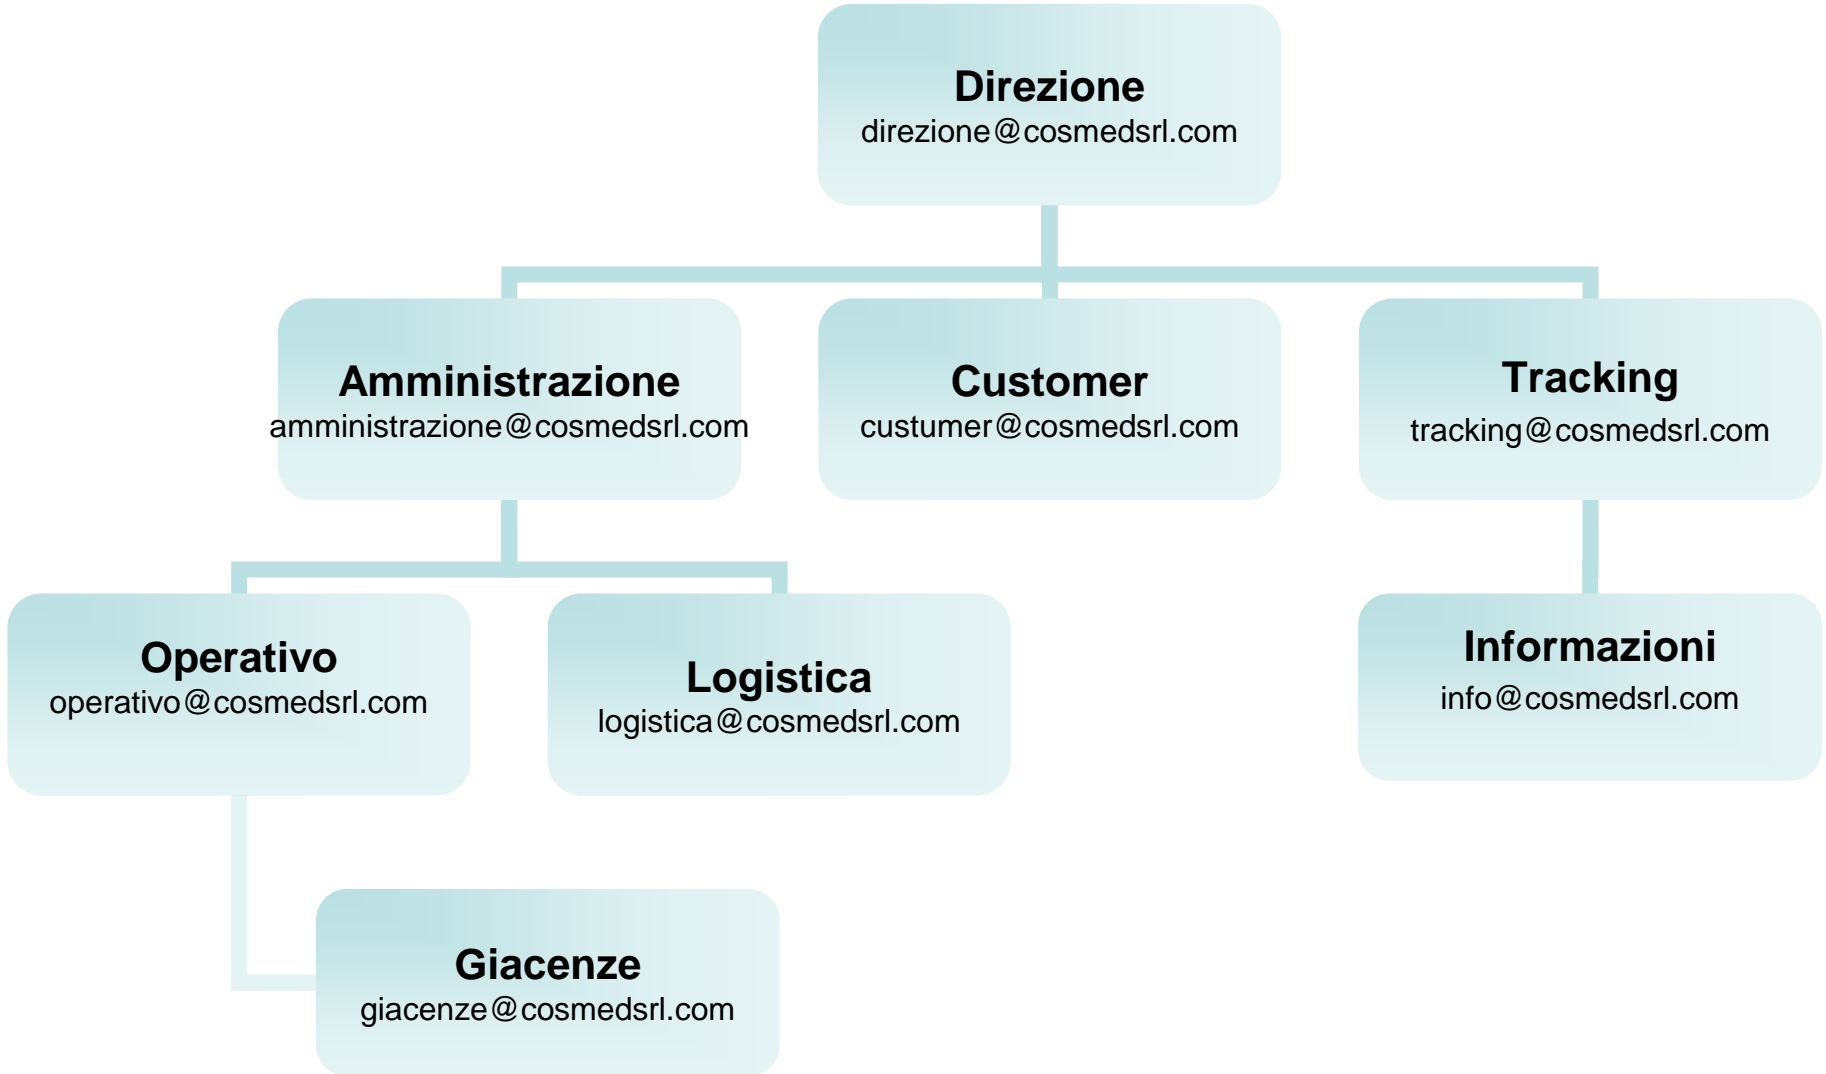 Direzione
direzione@cosmedsrl.com
Amministrazione
amministrazione@cosmedsrl.com
Customer
custumer@cosmedsrl.com
Tracking
tracking@cosmedsrl.com
Operativo
operativo@cosmedsrl.com
Logistica
logistica@cosmedsrl.com
Informazioni
info@cosmedsrl.com
Giacenze
giacenze@cosmedsrl.com